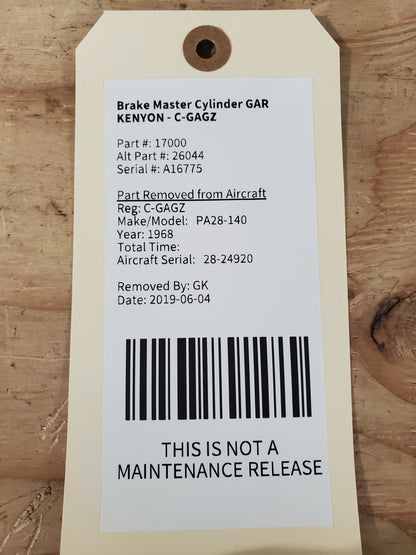 Brake Master Cylinder GAR
KENYON - C-GAGZ
Part #: 17000
Alt Part #: 26044
Serial #: A16775
Part Removed from Aircraft
Reg: C-GAGZ
Make/Model: PA28-140
Year: 1968
Total Time:
Aircraft Serial: 28-24920
Removed By: GK
Date: 2019-06-04
THIS IS NOT A
MAINTENANCE RELEASE